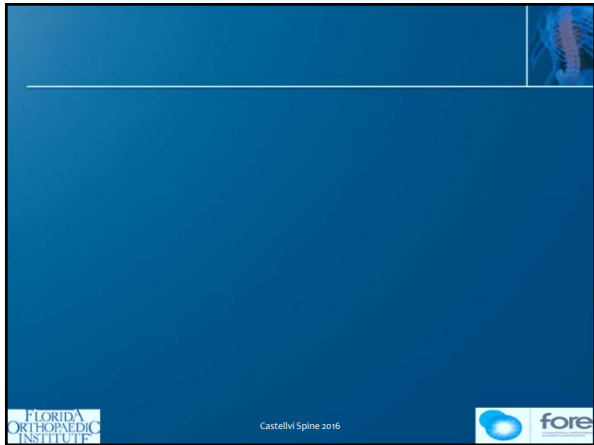 FLORIDA
ORTHOPAEDIC
INSTITUTE
Castellvi Spine 2016
fore